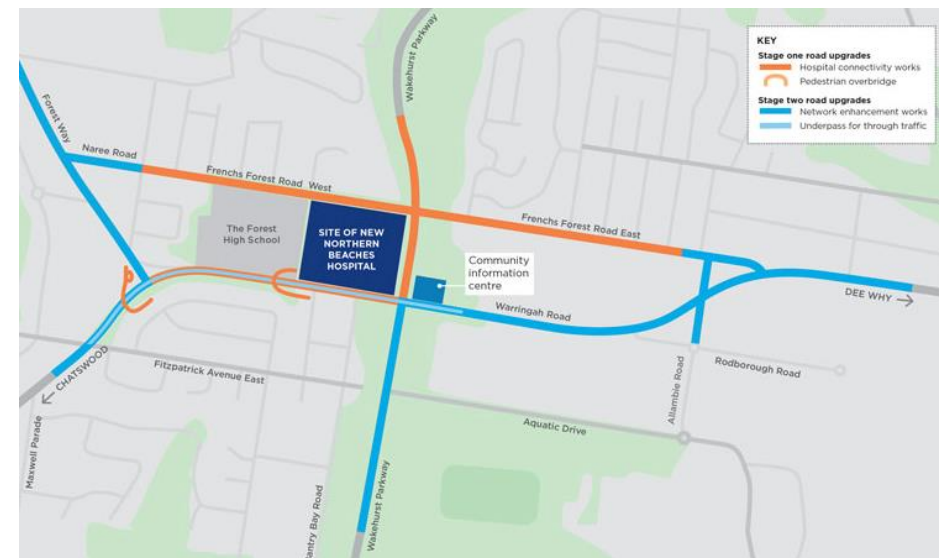 Wakehurst Parkway
KEY
Stage one road upgrades
Hospital connectivity works
Pedestrian overbridge
Stage two road upgrades
Network enhancement works
Underpass for through traffic
Forest Way
Naree Road
Frenchs Forest Road West
The Forest
High School
SITE OF NEW
NORTHERN
BEACHES
HOSPITAL
Frenchs Forest Road East
Community
information
centre
Warringah Road
DEE WHY
CHATSWOOD
Fitzpatrick Avenue East
Rodborough Road
Allambie Road
Maxwell Parade
Aquatic Drive
Bay Road
Wakehurst Parkway